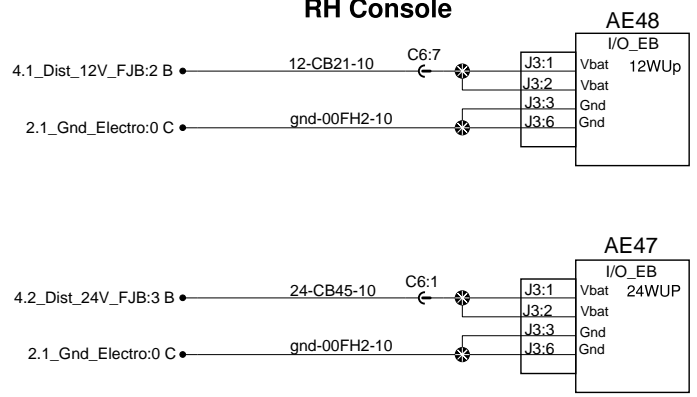 RH Console
AE48
I/O_EB
4.1_Dist_12V_FJB:2 B 12-CB21-10 C6:7 J3:1 Vbat 12WUp
J3:2 Vbat
J3:3 Gnd
2.1_Gnd_Electro:0 C gnd-00FH2-10 J3:6 Gnd
AE47
I/O_EB
4.2_Dist_24V_FJB:3 B 24-CB45-10 C6:1 J3:1 Vbat 24WUP
J3:2 Vbat
J3:3 Gnd
2.1_Gnd_Electro:0 C gnd-00FH2-10 J3:6 Gnd